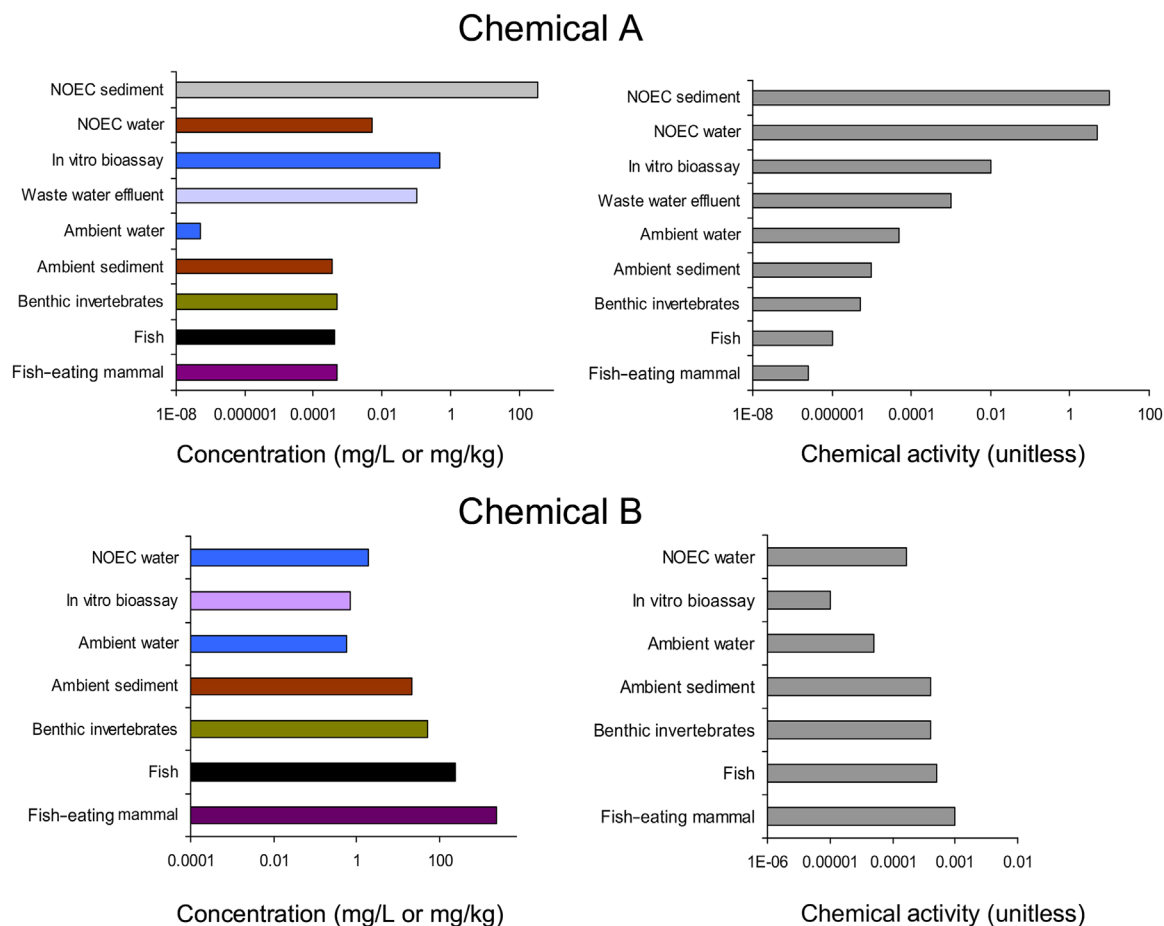 Chemical A
NOEC sediment
NOEC water
In vitro bioassay
Waste water effluent
Ambient water
Ambient sediment
Benthic invertebrates
Fish
Fish-eating mammal
1E-08 0.000001 0.0001 0.01 1 100
Concentration (mg/L or mg/kg)
NOEC sediment
NOEC water
In vitro bioassay
Waste water effluent
Ambient water
Ambient sediment
Benthic invertebrates
Fish
Fish-eating mammal
1E-08 0.000001 0.0001 0.01 1 100
Chemical activity (unitless)
Chemical B
NOEC water
In vitro bioassay
Ambient water
Ambient sediment
Benthic invertebrates
Fish
Fish-eating mammal
0.0001 0.01 1 100
Concentration (mg/L or mg/kg)
NOEC water
In vitro bioassay
Ambient water
Ambient sediment
Benthic invertebrates
Fish
Fish-eating mammal
1E-06 0.00001 0.0001 0.001 0.01
Chemical activity (unitless)